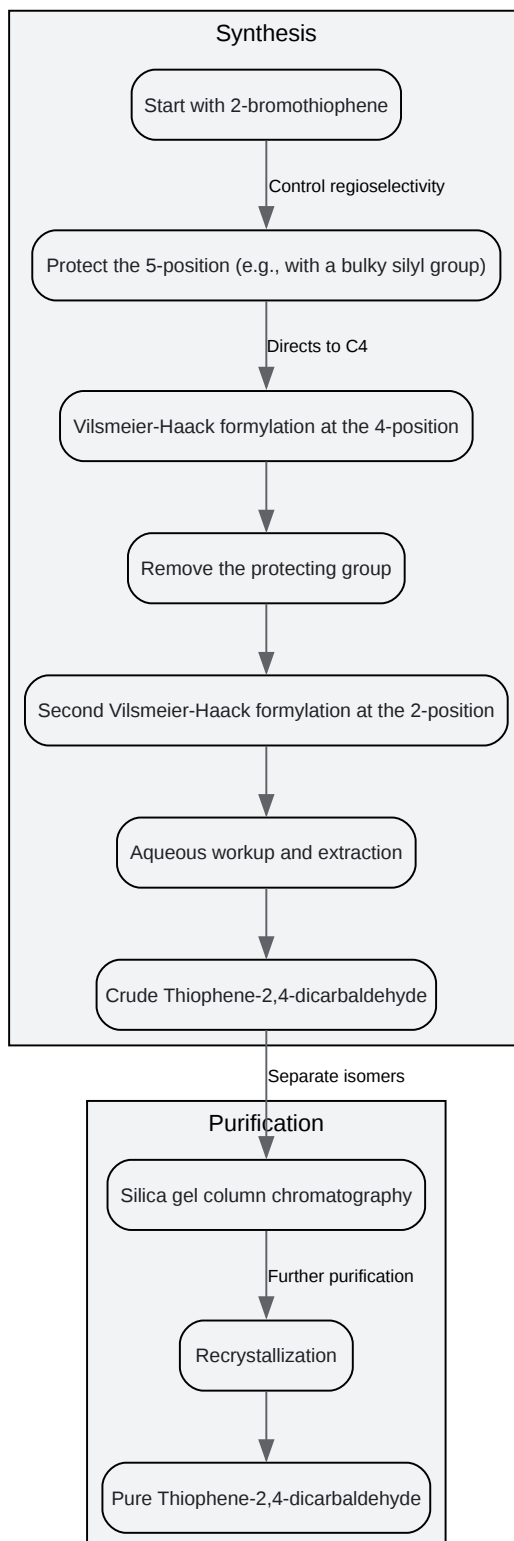 Synthesis
Start with 2-bromothiophene
Control regioselectivity
Protect the 5-position (e.g., with a bulky silyl group)
Directs to C4
Vilsmeier-Haack formylation at the 4-position
Remove the protecting group
Second Vilsmeier-Haack formylation at the 2-position
Aqueous workup and extraction
Crude Thiophene-2,4-dicarbaldehyde
Separate isomers
Purification
Silica gel column chromatography
Further purification
Recrystallization
Pure Thiophene-2,4-dicarbaldehyde